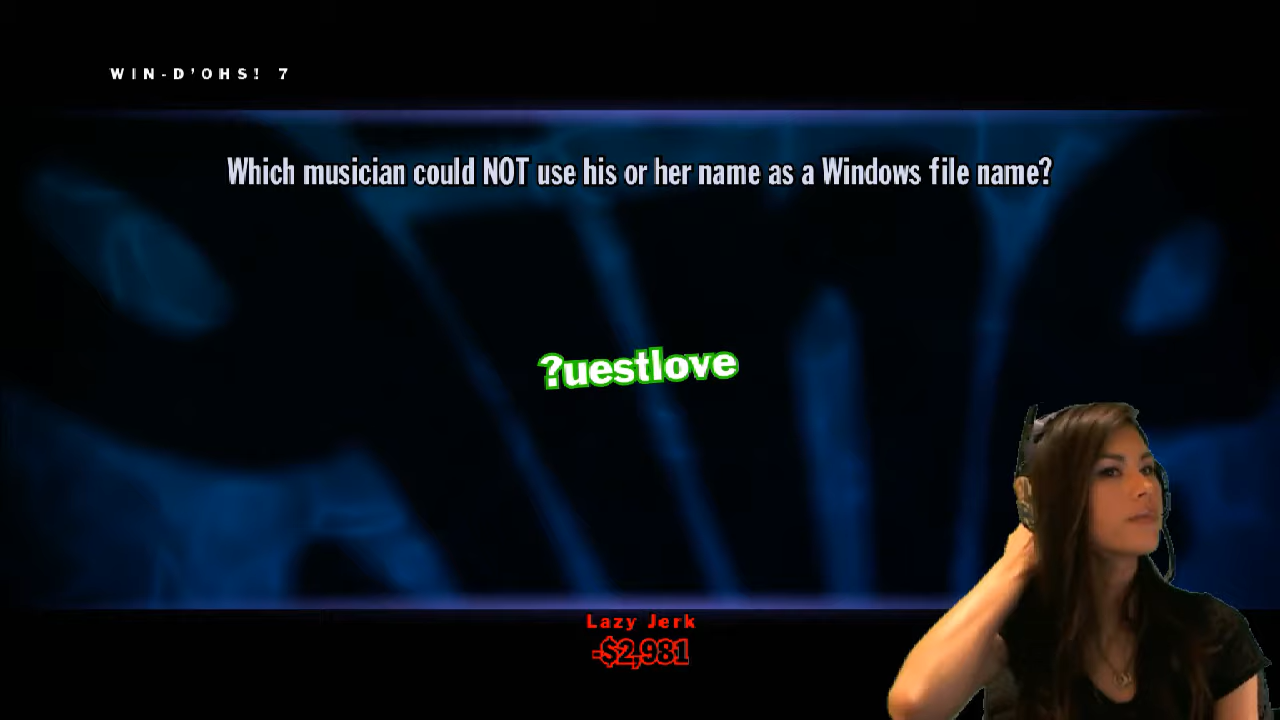 WIN-D'OHS! 7
Which musician could NOT use his or her name as a Windows file name?
?uestlove
Lazy Jerk
-$2,981